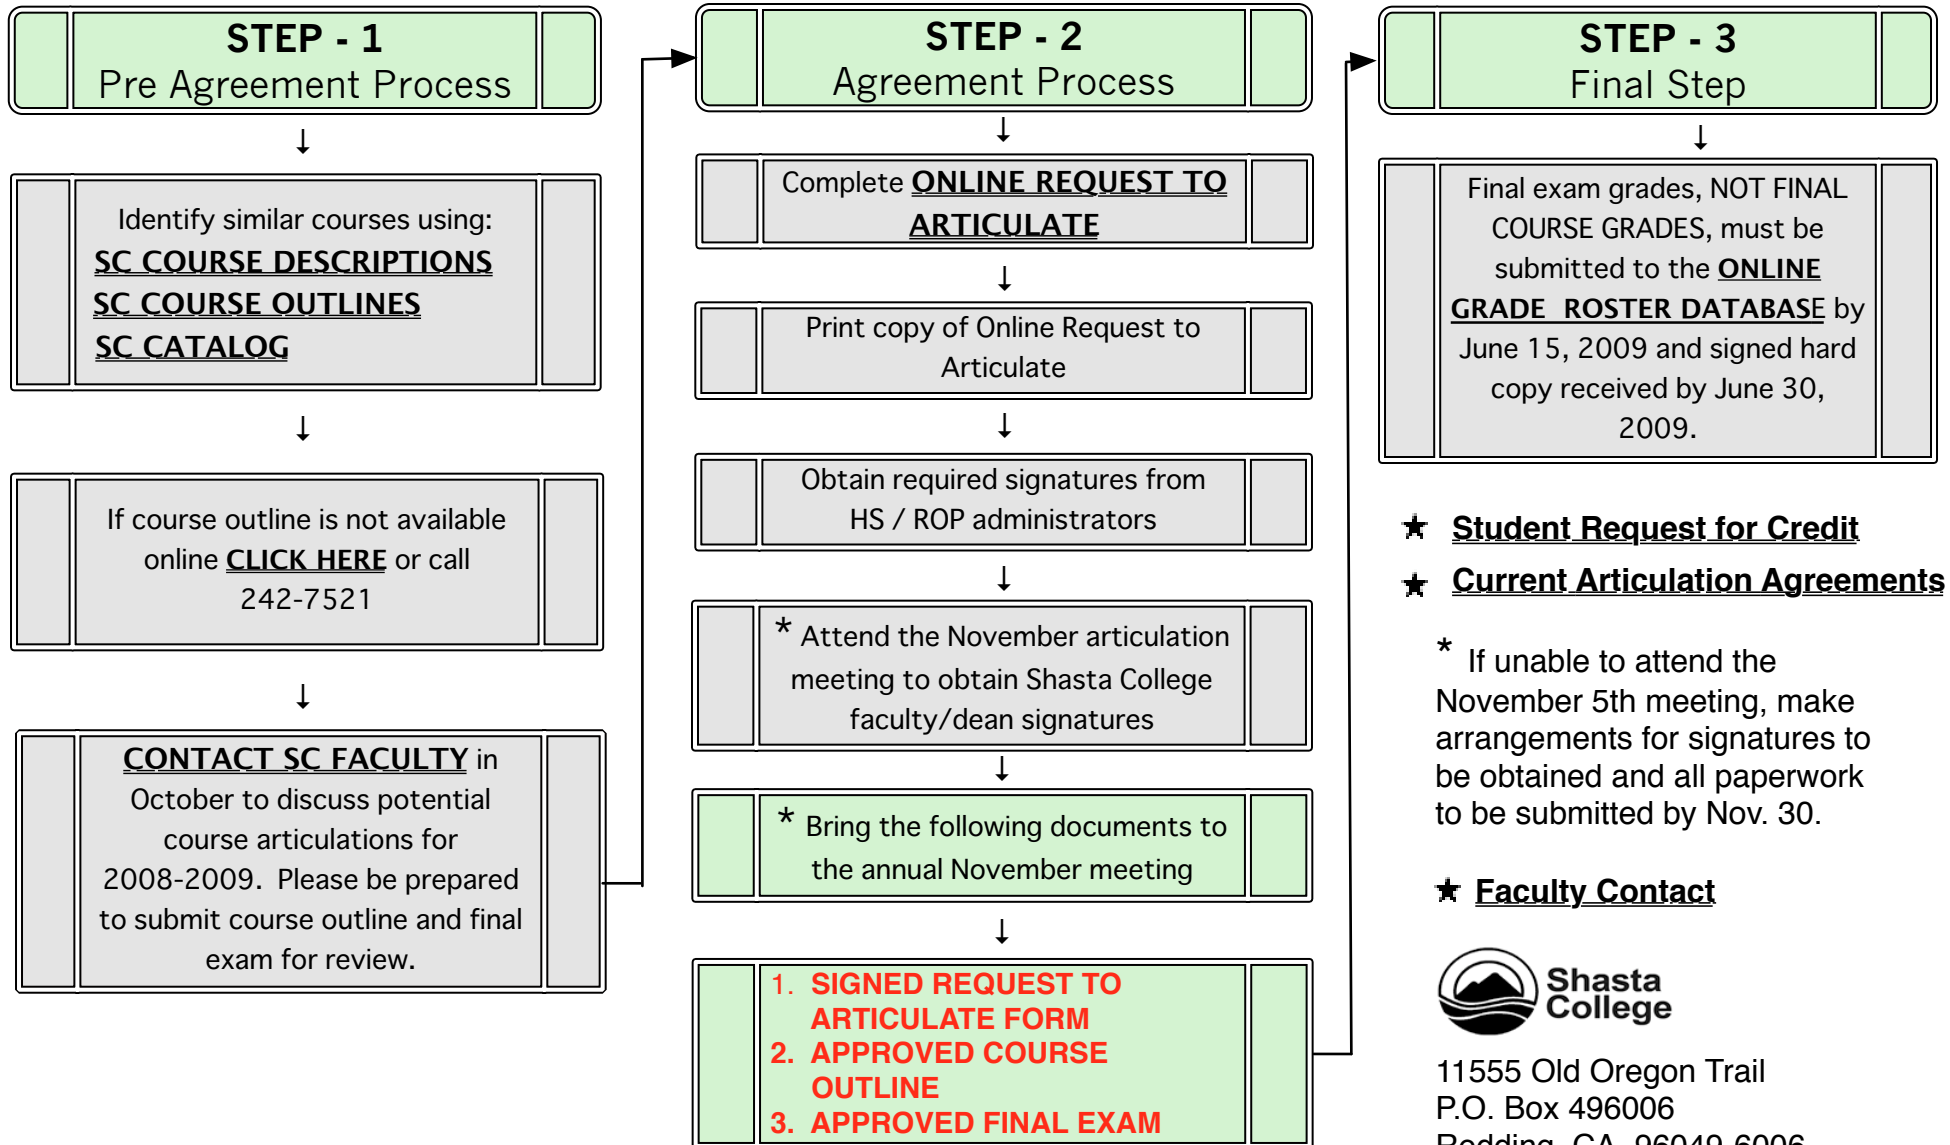 STEP - 1
Pre Agreement Process
↓
Identify similar courses using:
SC COURSE DESCRIPTIONS
SC COURSE OUTLINES
SC CATALOG
↓
If course outline is not available
online CLICK HERE or call
242-7521
↓
CONTACT SC FACULTY in
October to discuss potential
course articulations for
2008-2009.  Please be prepared
to submit course outline and final
exam for review.
STEP - 2
Agreement Process
↓
Complete ONLINE REQUEST TO
ARTICULATE
↓
Print copy of Online Request to
Articulate
↓
Obtain required signatures from
HS / ROP administrators
↓
* Attend the November articulation
meeting to obtain Shasta College
faculty/dean signatures
↓
* Bring the following documents to
the annual November meeting
↓
1. SIGNED REQUEST TO
ARTICULATE FORM
2. APPROVED COURSE
OUTLINE
3. APPROVED FINAL EXAM
STEP - 3
Final Step
↓
Final exam grades, NOT FINAL
COURSE GRADES, must be
submitted to the ONLINE
GRADE  ROSTER DATABASE by
June 15, 2009 and signed hard
copy received by June 30,
2009.
★ Student Request for Credit
★ Current Articulation Agreements
* If unable to attend the
November 5th meeting, make
arrangements for signatures to
be obtained and all paperwork
to be submitted by Nov. 30.
★ Faculty Contact
Shasta
College
11555 Old Oregon Trail
P.O. Box 496006
Redding, CA  96049-6006